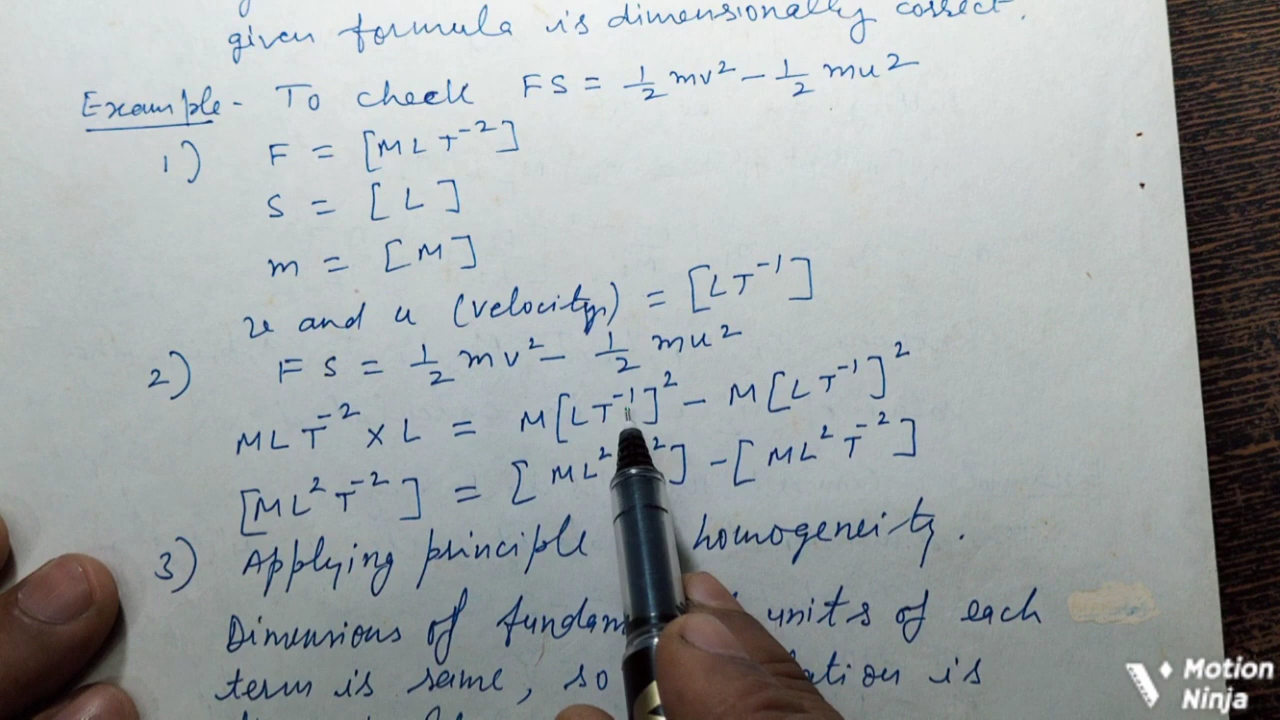 given formula is dimensionally correct.
Example - To check FS = 1/2 mv² - 1/2 mu²
1) F = [MLT⁻²]
S = [L]
m = [M]
v and u (velocity) = [LT⁻¹]
2) FS = 1/2 mv² - 1/2 mu²
MLT⁻² × L = M[LT⁻¹]² - M[LT⁻¹]²
[ML²T⁻²] = [ML² ²] - [ML²T⁻²]
3) Applying principle homogeneity.
Dimensions of units of each
term is same, so is
Motion
Ninja